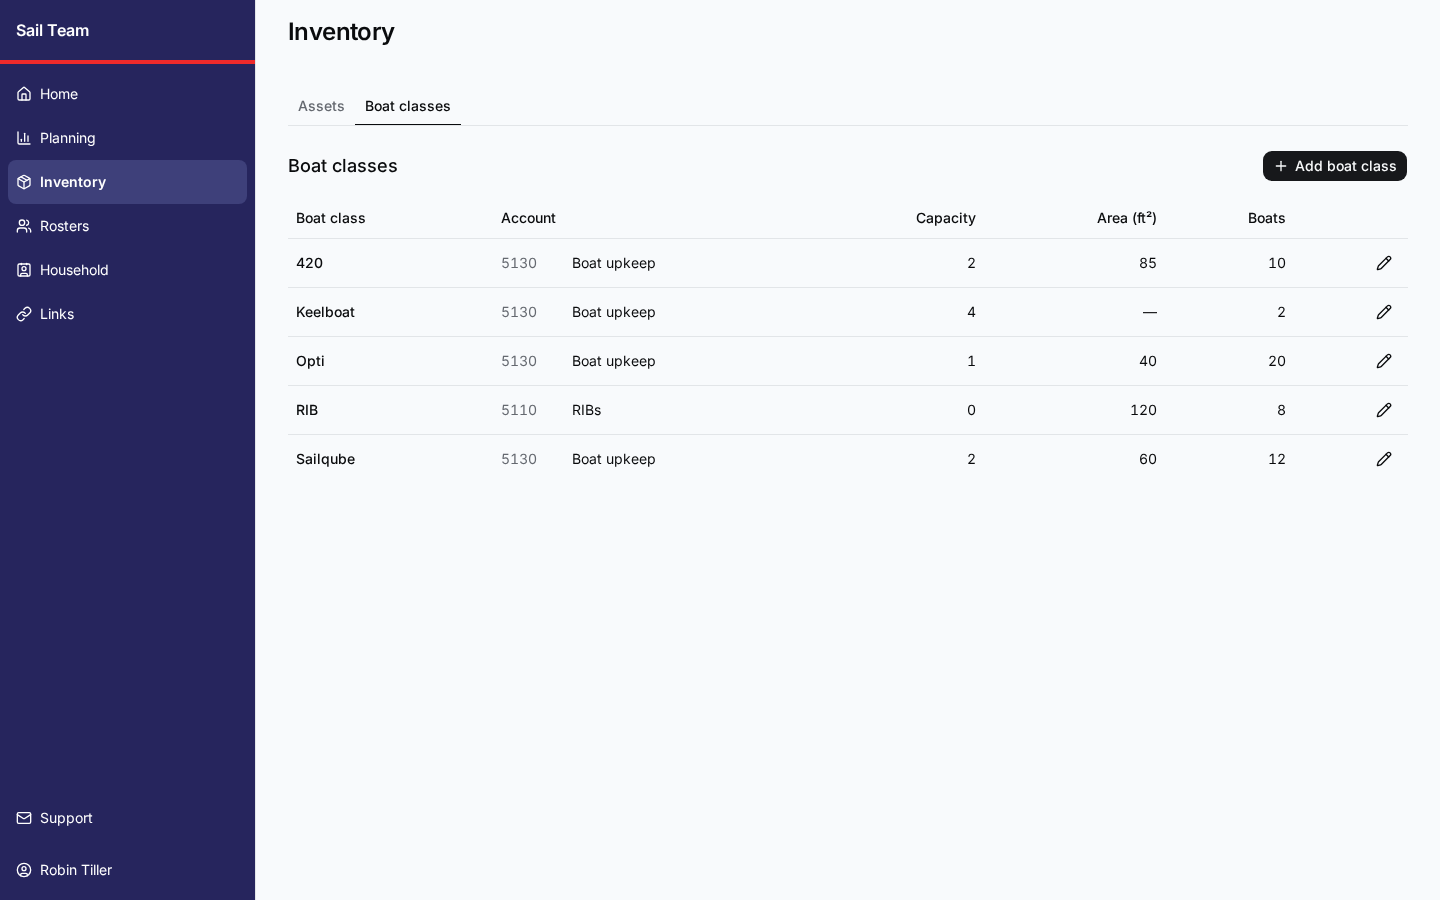 Sail Team
Home
Planning
Inventory
Rosters
Household
Links
Support
Robin Tiller
Inventory
Assets Boat classes
Boat classes + Add boat class
Boat class Account Capacity Area (ft²) Boats
420 5130 Boat upkeep 2 85 10
Keelboat 5130 Boat upkeep 4 — 2
Opti 5130 Boat upkeep 1 40 20
RIB 5110 RIBs 0 120 8
Sailqube 5130 Boat upkeep 2 60 12